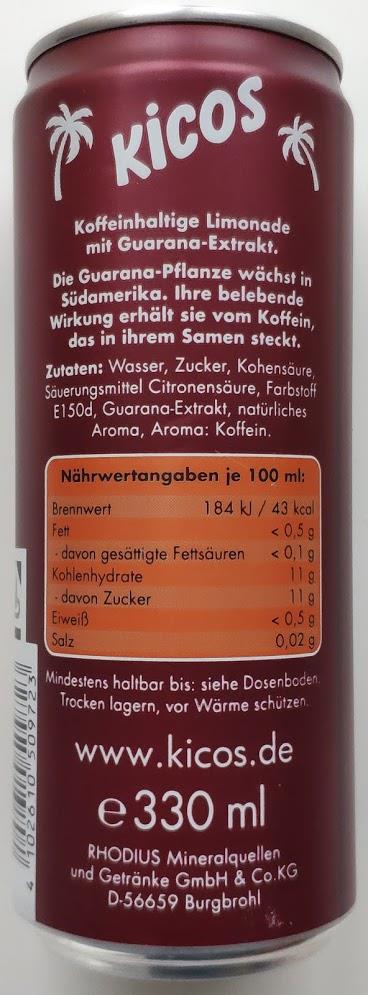 KiCOS
Koffeinhaltige Limonade
mit Guarana-Extrakt.
Die Guarana-Pflanze wächst in
Südamerika. Ihre belebende
Wirkung erhält sie vom Koffein,
das in ihrem Samen steckt.
Zutaten: Wasser, Zucker, Kohensäure,
Säuerungsmittel Citronensäure, Farbstoff
E150d, Guarana-Extrakt, natürliches
Aroma, Aroma: Koffein.
Nährwertangaben je 100 ml:
Brennwert 184 kJ / 43 kcal
Fett < 0,5 g
- davon gesättigte Fettsäuren < 0,1 g
Kohlenhydrate 11 g
- davon Zucker 11 g
Eiweiß < 0,5 g
Salz 0,02 g
Mindestens haltbar bis: siehe Dosenboden.
Trocken lagern, vor Wärme schützen.
www.kicos.de
e 330 ml
RHODIUS Mineralquellen
und Getränke GmbH & Co.KG
D-56659 Burgbrohl
4 102610 509723